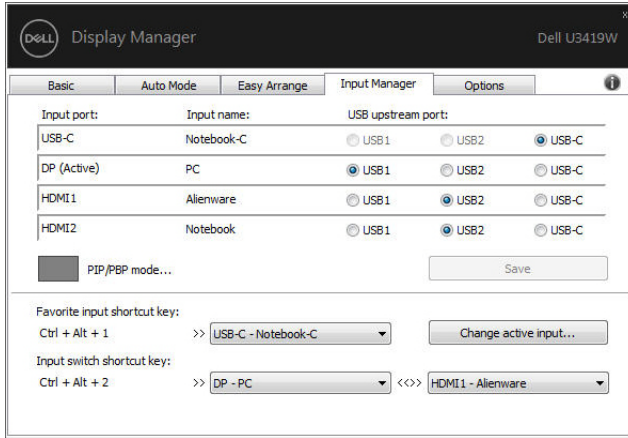 x
DELL Display Manager Dell U3419W
Basic Auto Mode Easy Arrange Input Manager Options i
Input port: Input name: USB upstream port:
USB-C Notebook-C USB1 USB2 USB-C
DP (Active) PC USB1 USB2 USB-C
HDMI1 Alienware USB1 USB2 USB-C
HDMI2 Notebook USB1 USB2 USB-C
PIP/PBP mode... Save
Favorite input shortcut key:
Ctrl + Alt + 1 >> USB-C - Notebook-C Change active input...
Input switch shortcut key:
Ctrl + Alt + 2 >> DP - PC <<>> HDMI1 - Alienware